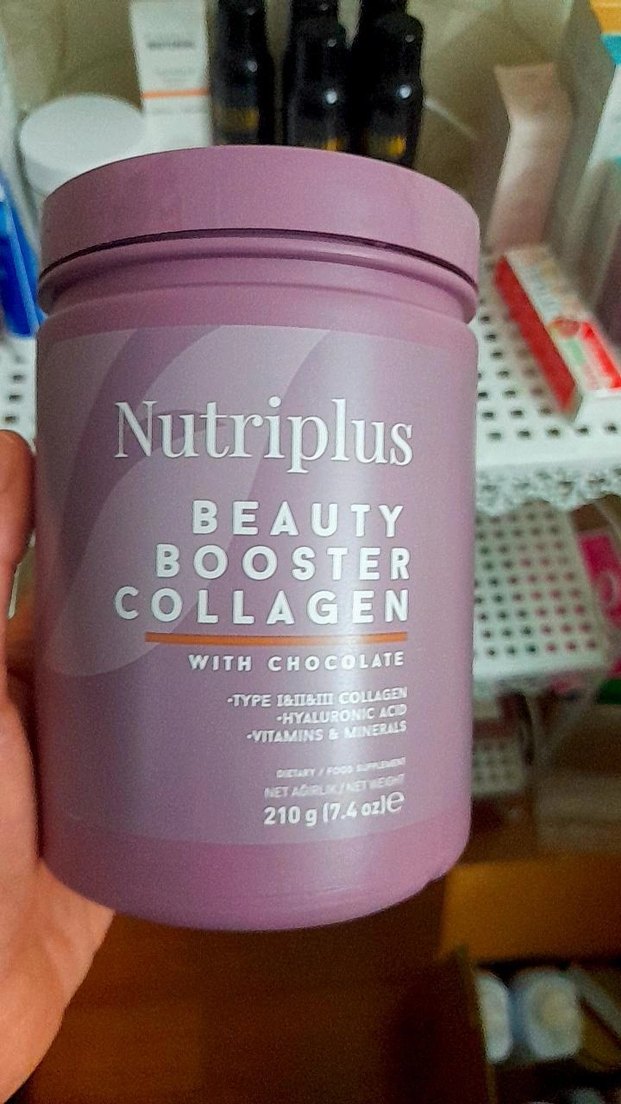 Nutriplus
BEAUTY
BOOSTER
COLLAGEN
WITH CHOCOLATE
•TYPE I&II&III COLLAGEN
•HYALURONIC ACID
•VITAMINS & MINERALS
DIETARY / FOOD SUPPLEMENT
NET AĞIRLIK / NET WEIGHT
210 g (7.4 oz)e